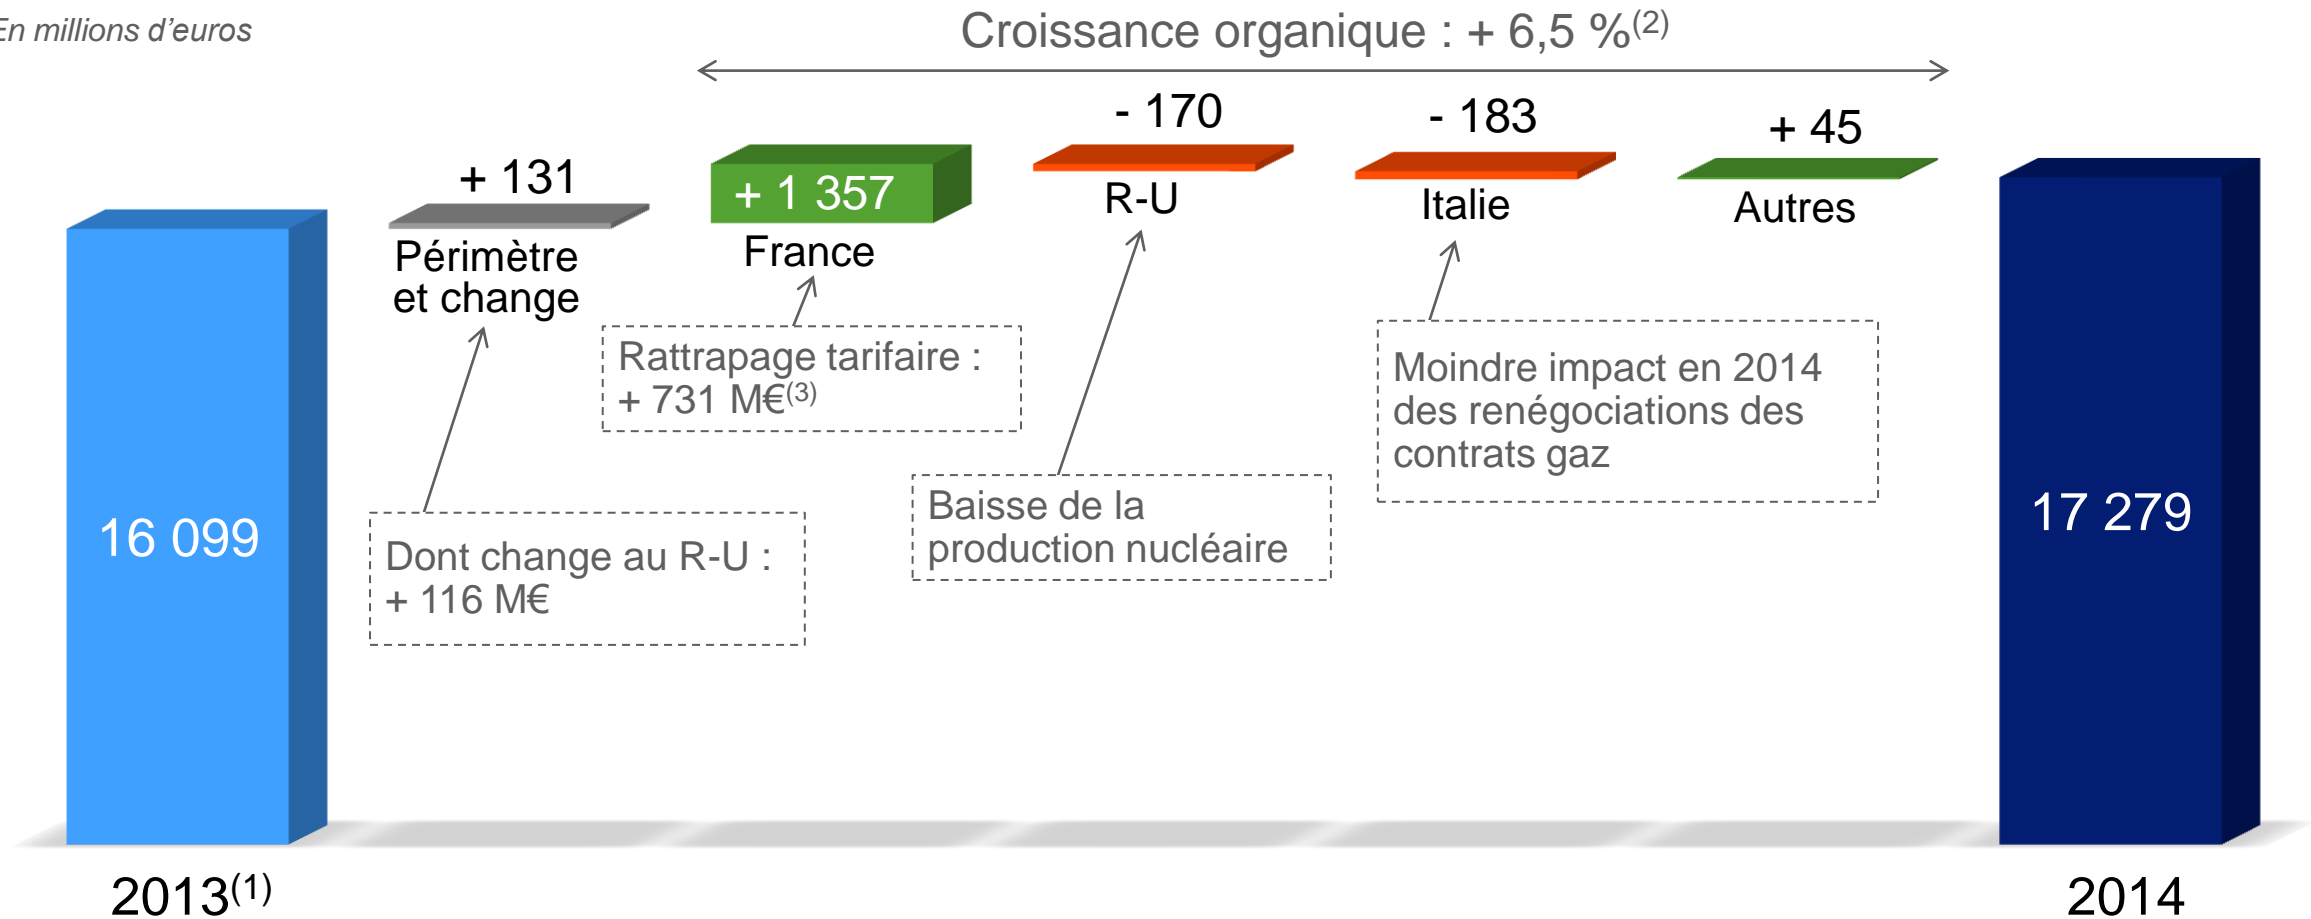 En millions d'euros
Croissance organique : + 6,5 %(2)
+ 131
Périmètre
et change
+ 1 357
France
- 170
R-U
- 183
Italie
+ 45
Autres
Rattrapage tarifaire :
+ 731 M€(3)
Moindre impact en 2014
des renégociations des
contrats gaz
Baisse de la
production nucléaire
Dont change au R-U :
+ 116 M€
16 099
17 279
2013(1)
2014